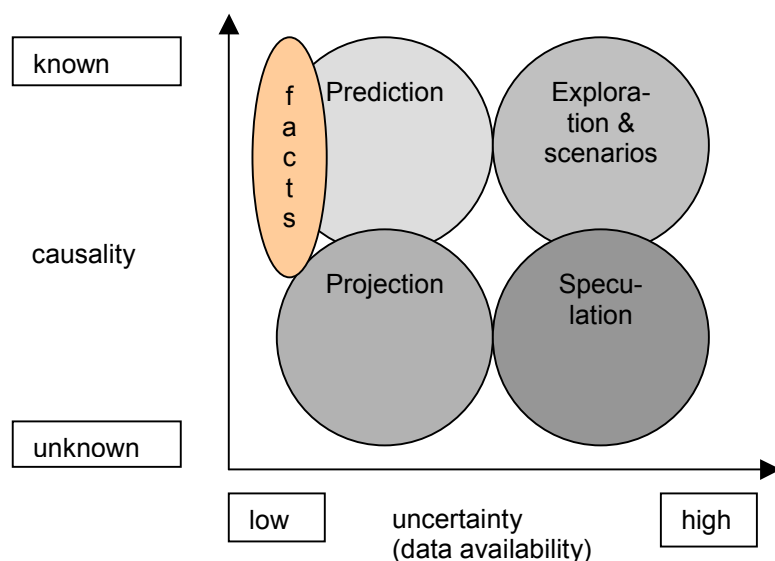 known
f
a
c
t
s
Prediction
Explora-
tion &
scenarios
causality
Projection
Specu-
lation
unknown
low
uncertainty
(data availability)
high